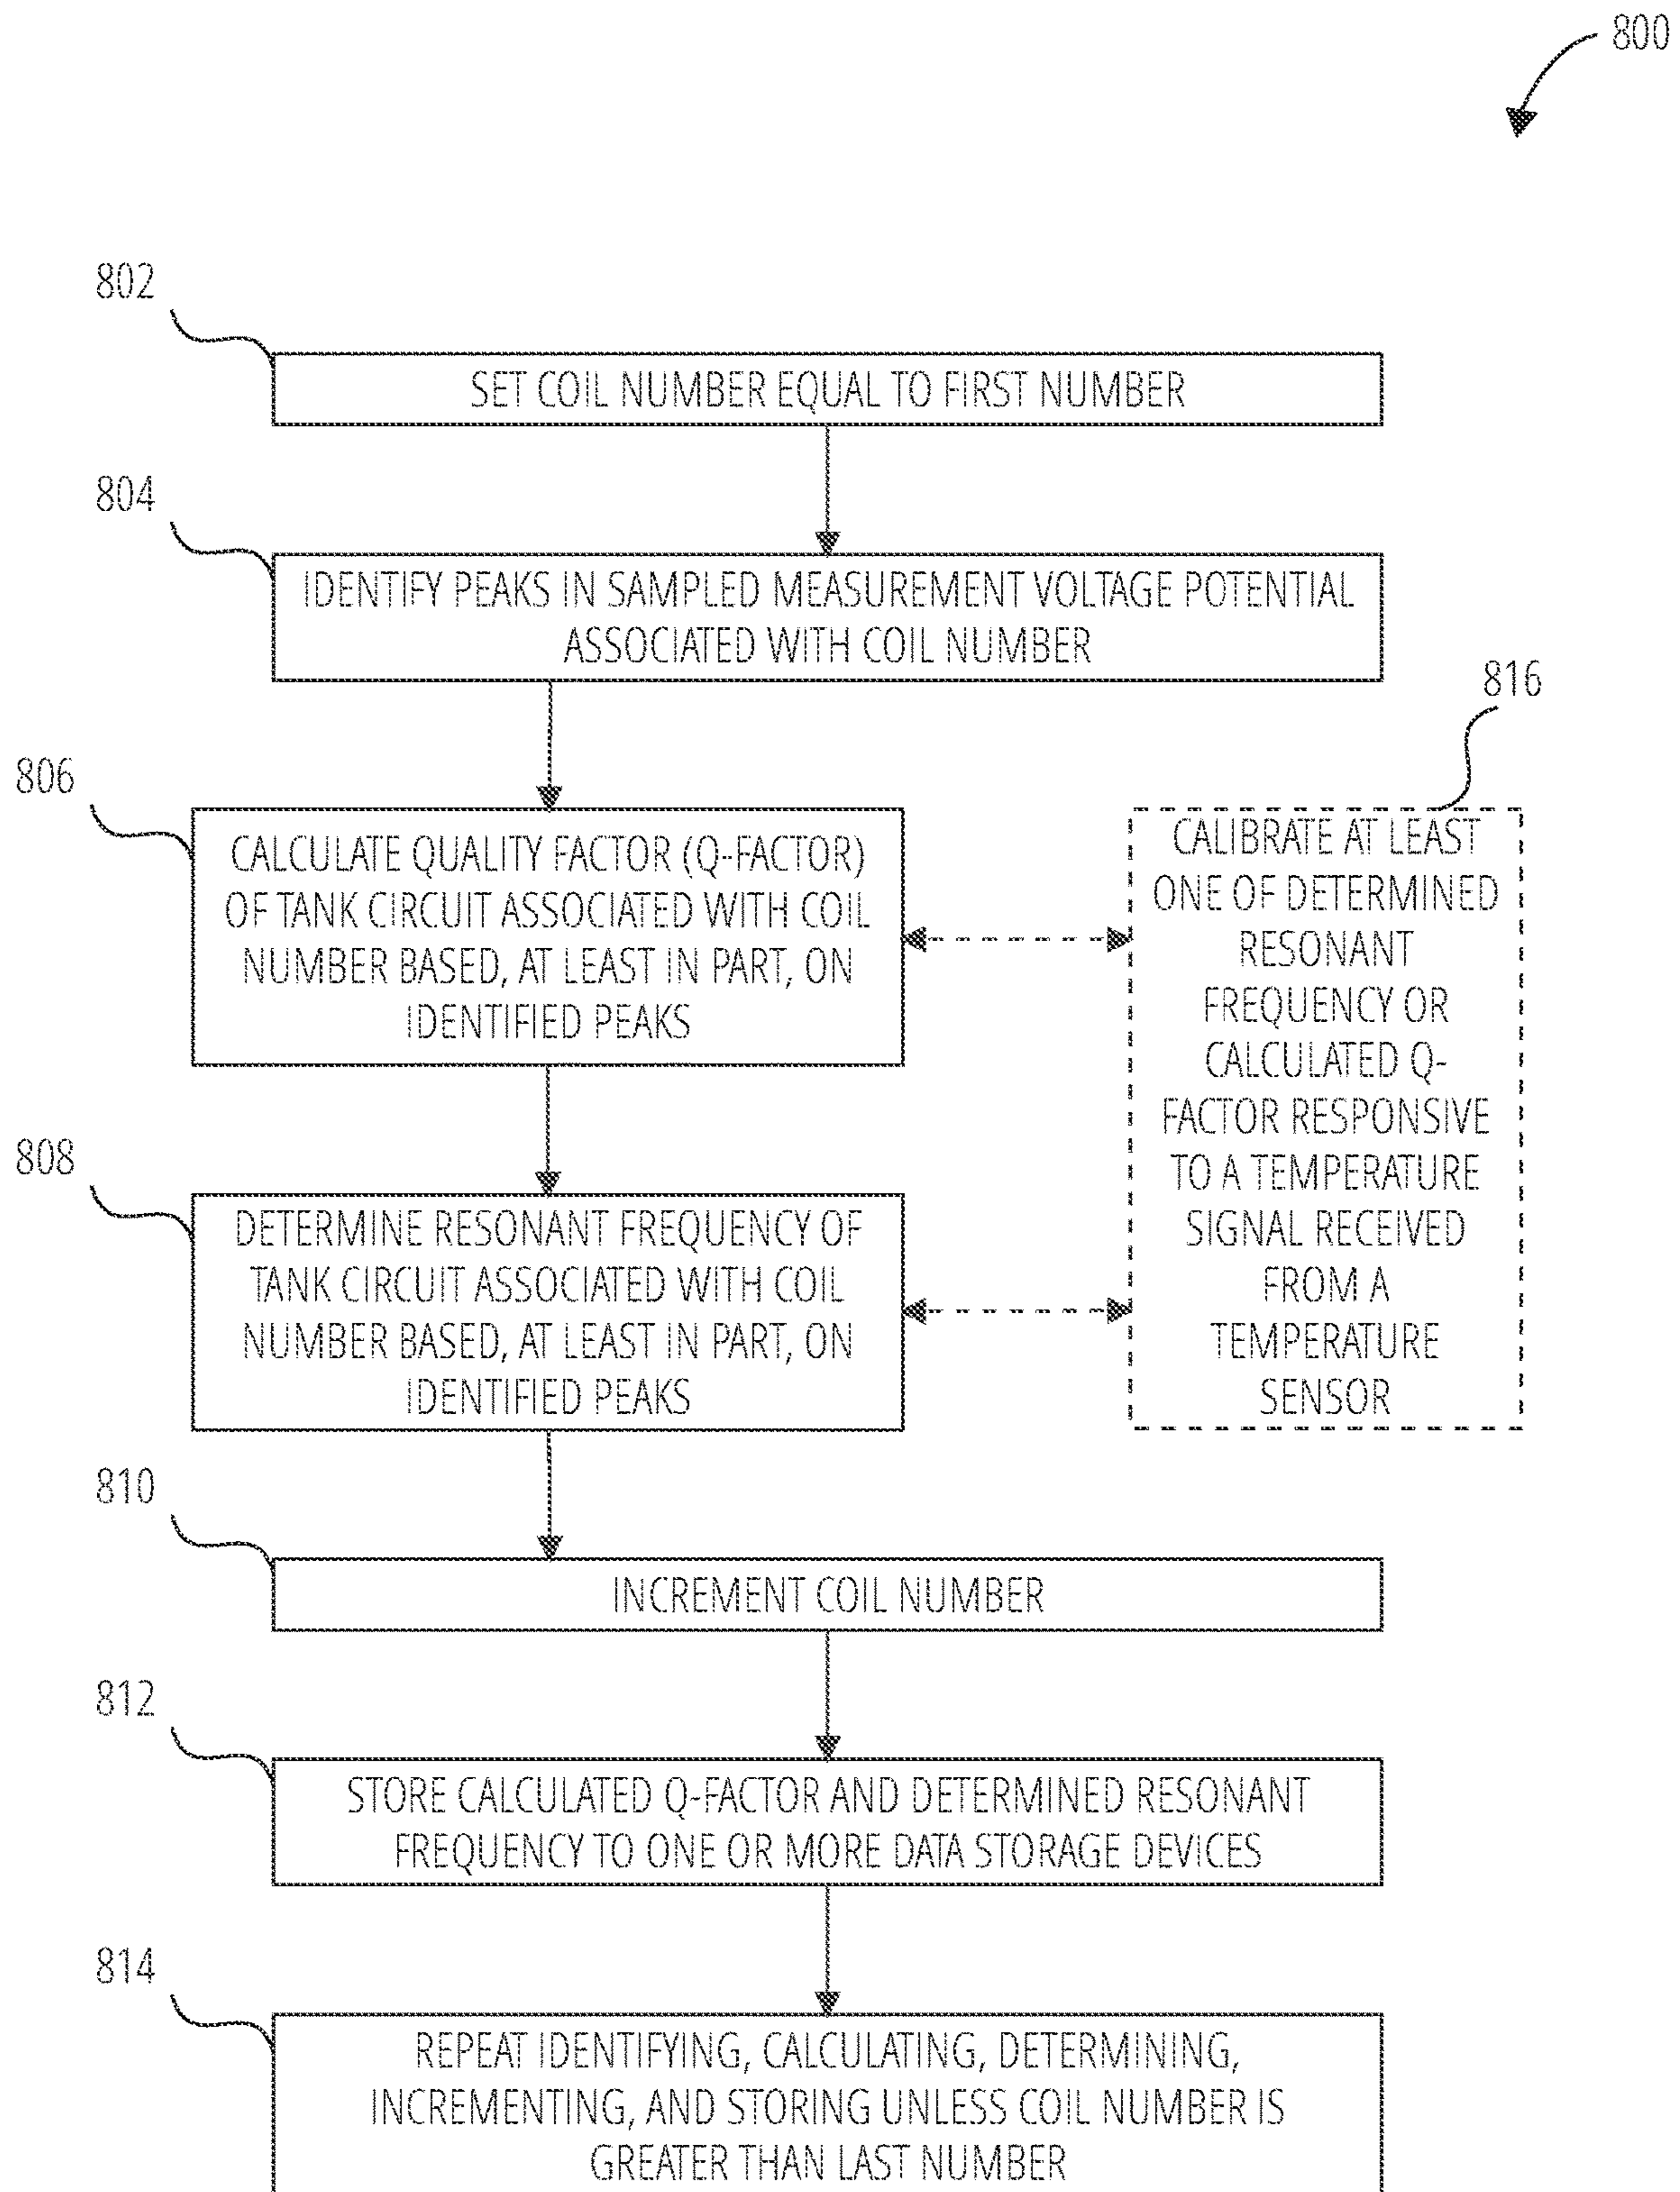 800
802
SET COIL NUMBER EQUAL TO FIRST NUMBER
804
IDENTIFY PEAKS IN SAMPLED MEASUREMENT VOLTAGE POTENTIAL
ASSOCIATED WITH COIL NUMBER
806
CALCULATE QUALITY FACTOR (Q-FACTOR)
OF TANK CIRCUIT ASSOCIATED WITH COIL
NUMBER BASED, AT LEAST IN PART, ON
IDENTIFIED PEAKS
816
CALIBRATE AT LEAST
ONE OF DETERMINED
RESONANT
FREQUENCY OR
CALCULATED Q-
FACTOR RESPONSIVE
TO A TEMPERATURE
SIGNAL RECEIVED
FROM A
TEMPERATURE
SENSOR
808
DETERMINE RESONANT FREQUENCY OF
TANK CIRCUIT ASSOCIATED WITH COIL
NUMBER BASED, AT LEAST IN PART, ON
IDENTIFIED PEAKS
810
INCREMENT COIL NUMBER
812
STORE CALCULATED Q-FACTOR AND DETERMINED RESONANT
FREQUENCY TO ONE OR MORE DATA STORAGE DEVICES
814
REPEAT IDENTIFYING, CALCULATING, DETERMINING,
INCREMENTING, AND STORING UNLESS COIL NUMBER IS
GREATER THAN LAST NUMBER